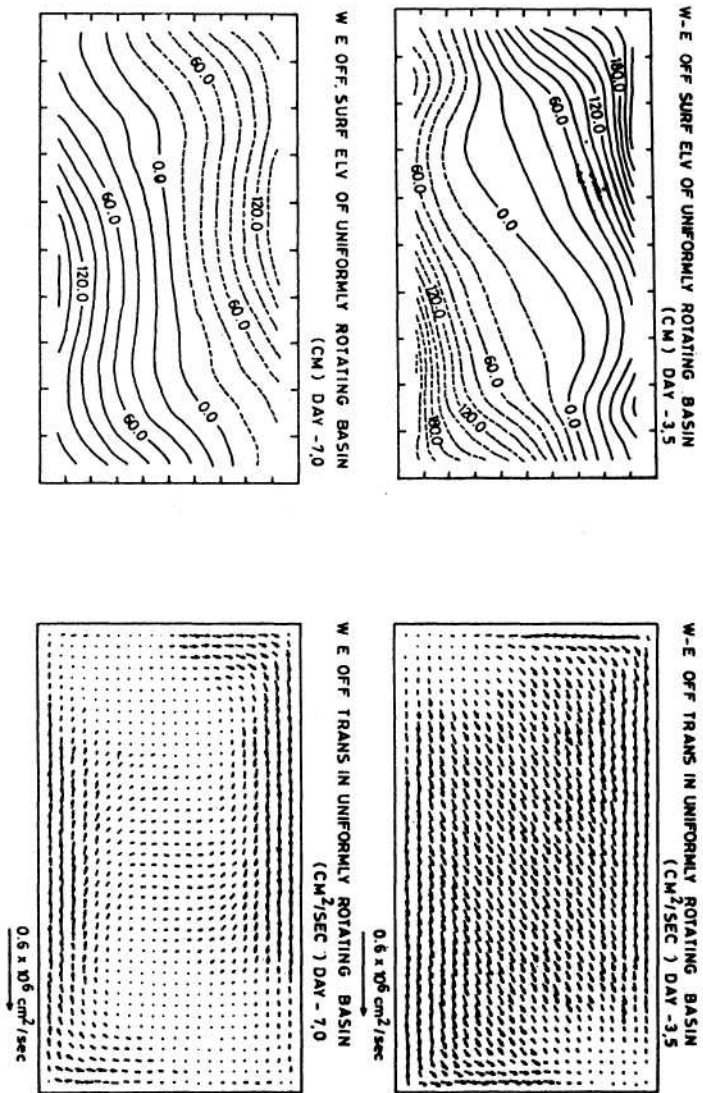 W-E OFF SURF ELV OF UNIFORMLY ROTATING BASIN
(CM) DAY -3,5
180.0
120.0
60.0
0.0
0.0
60.0
60.0
120.0
120.0
180.0
W-E OFF TRANS IN UNIFORMLY ROTATING BASIN
(CM²/SEC ) DAY -3,5
0.6 x 10⁶ cm²/sec
W E OFF. SURF ELV OF UNIFORMLY ROTATING BASIN
(CM) DAY -7,0
60.0
120.0
60.0
0.0
0.0
60.0
60.0
120.0
W E OFF TRANS IN UNIFORMLY ROTATING BASIN
(CM²/SEC ) DAY -7,0
0.6 x 10⁶ cm²/sec